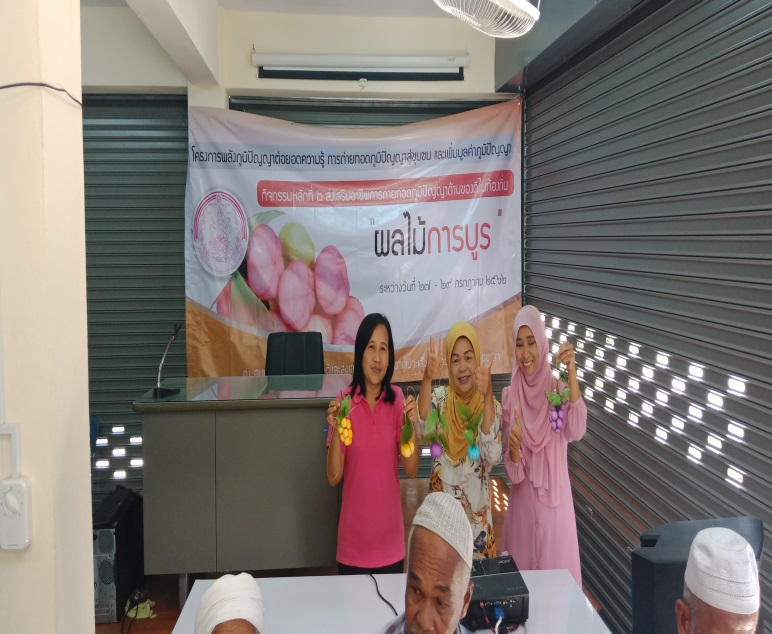 โครงการพลังภูมิปัญญาต่อยอดความรู้ การถ่ายทอดภูมิปัญญาสู่ชุมชน และเพิ่มมูลค่าภูมิปัญญา
กิจกรรมหลักที่ ๒ ส่งเสริมอาชีพการถ่ายทอดภูมิปัญญาด้านของดีในท้องถิ่น
"ผลไม้การบูร"
ระหว่างวันที่ ๒๗ - ๒๙ กรกฎาคม ๒๕๖๒